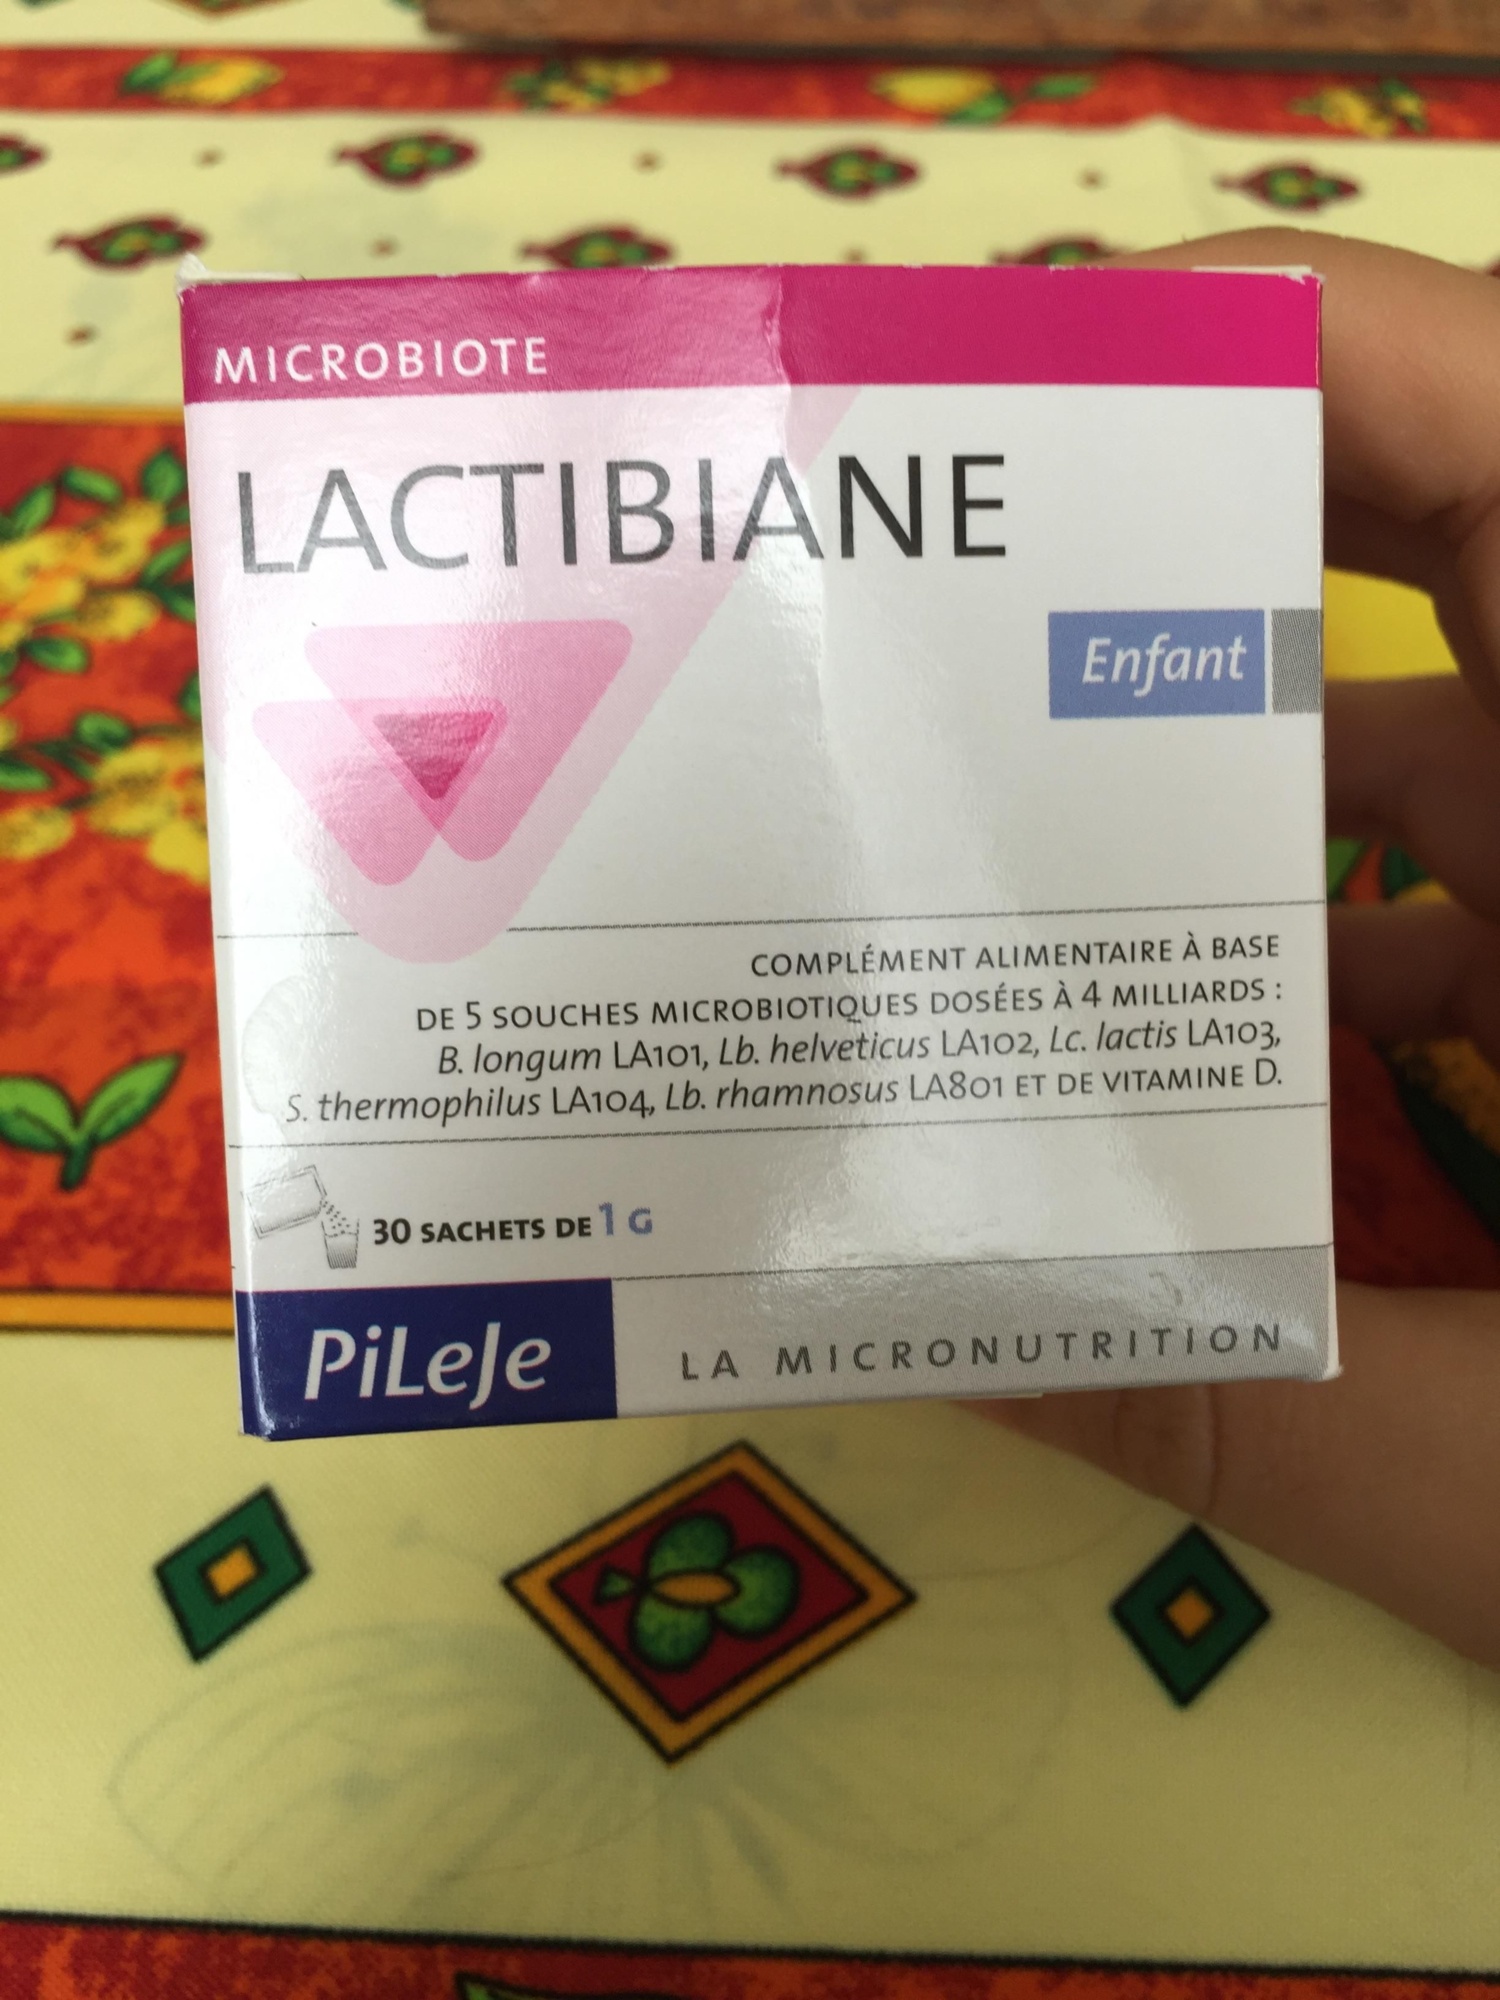 MICROBIOTE
LACTIBIANE
Enfant
COMPLÉMENT ALIMENTAIRE À BASE
DE 5 SOUCHES MICROBIOTIQUES DOSÉES À 4 MILLIARDS :
B. longum LA101, Lb. helveticus LA102, Lc. lactis LA103,
S. thermophilus LA104, Lb. rhamnosus LA801 ET DE VITAMINE D.
30 SACHETS DE 1 G
PiLeJe
LA MICRONUTRITION